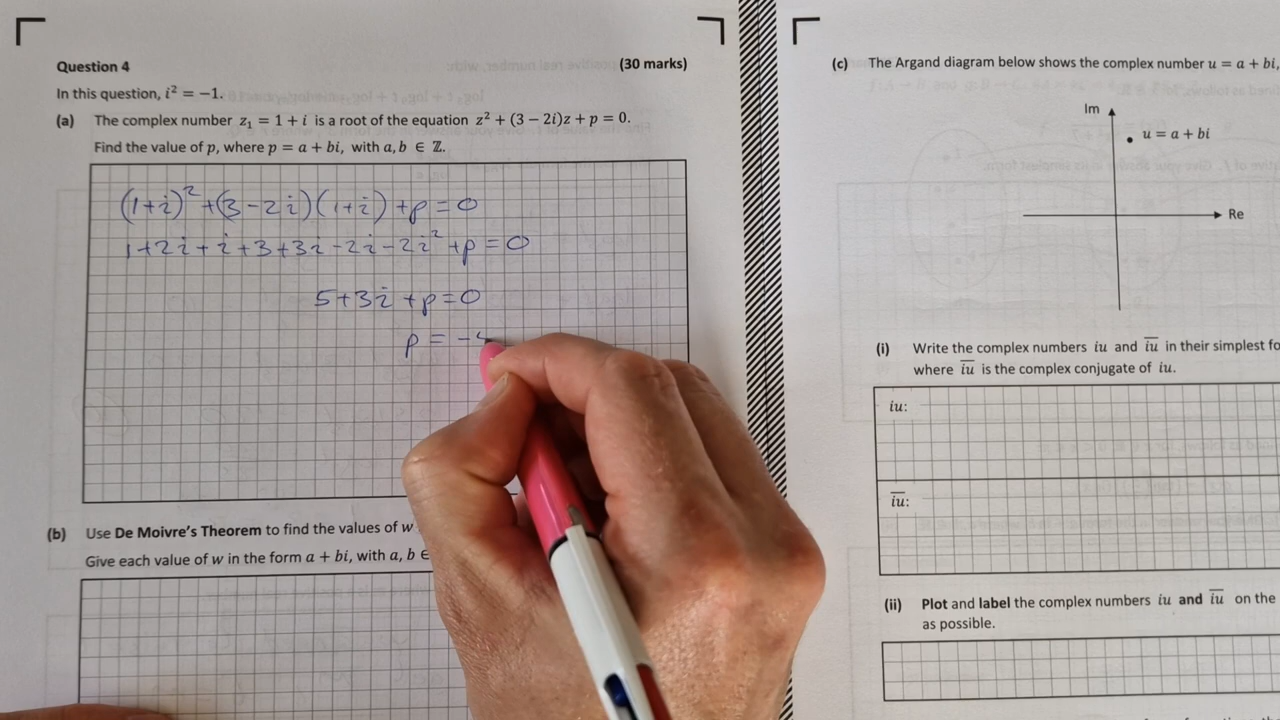 Question 4
(30 marks)
In this question, i² = −1.
(a) The complex number z₁ = 1 + i is a root of the equation z² + (3 − 2i)z + p = 0.
Find the value of p, where p = a + bi, with a, b ∈ ℤ.
(1+i)² +(3-2i)(1+i) +p = 0
1+2i+i+3+3i-2i-2i²+p = 0
5+3i+p=0
p = -
(b) Use De Moivre's Theorem to find the values of w
Give each value of w in the form a + bi, with a, b ∈
(c) The Argand diagram below shows the complex number u = a + bi,
Im
u = a + bi
Re
(i) Write the complex numbers iu and i̅u̅ in their simplest fo
where i̅u̅ is the complex conjugate of iu.
iu:
i̅u̅:
(ii) Plot and label the complex numbers iu and i̅u̅ on the
as possible.